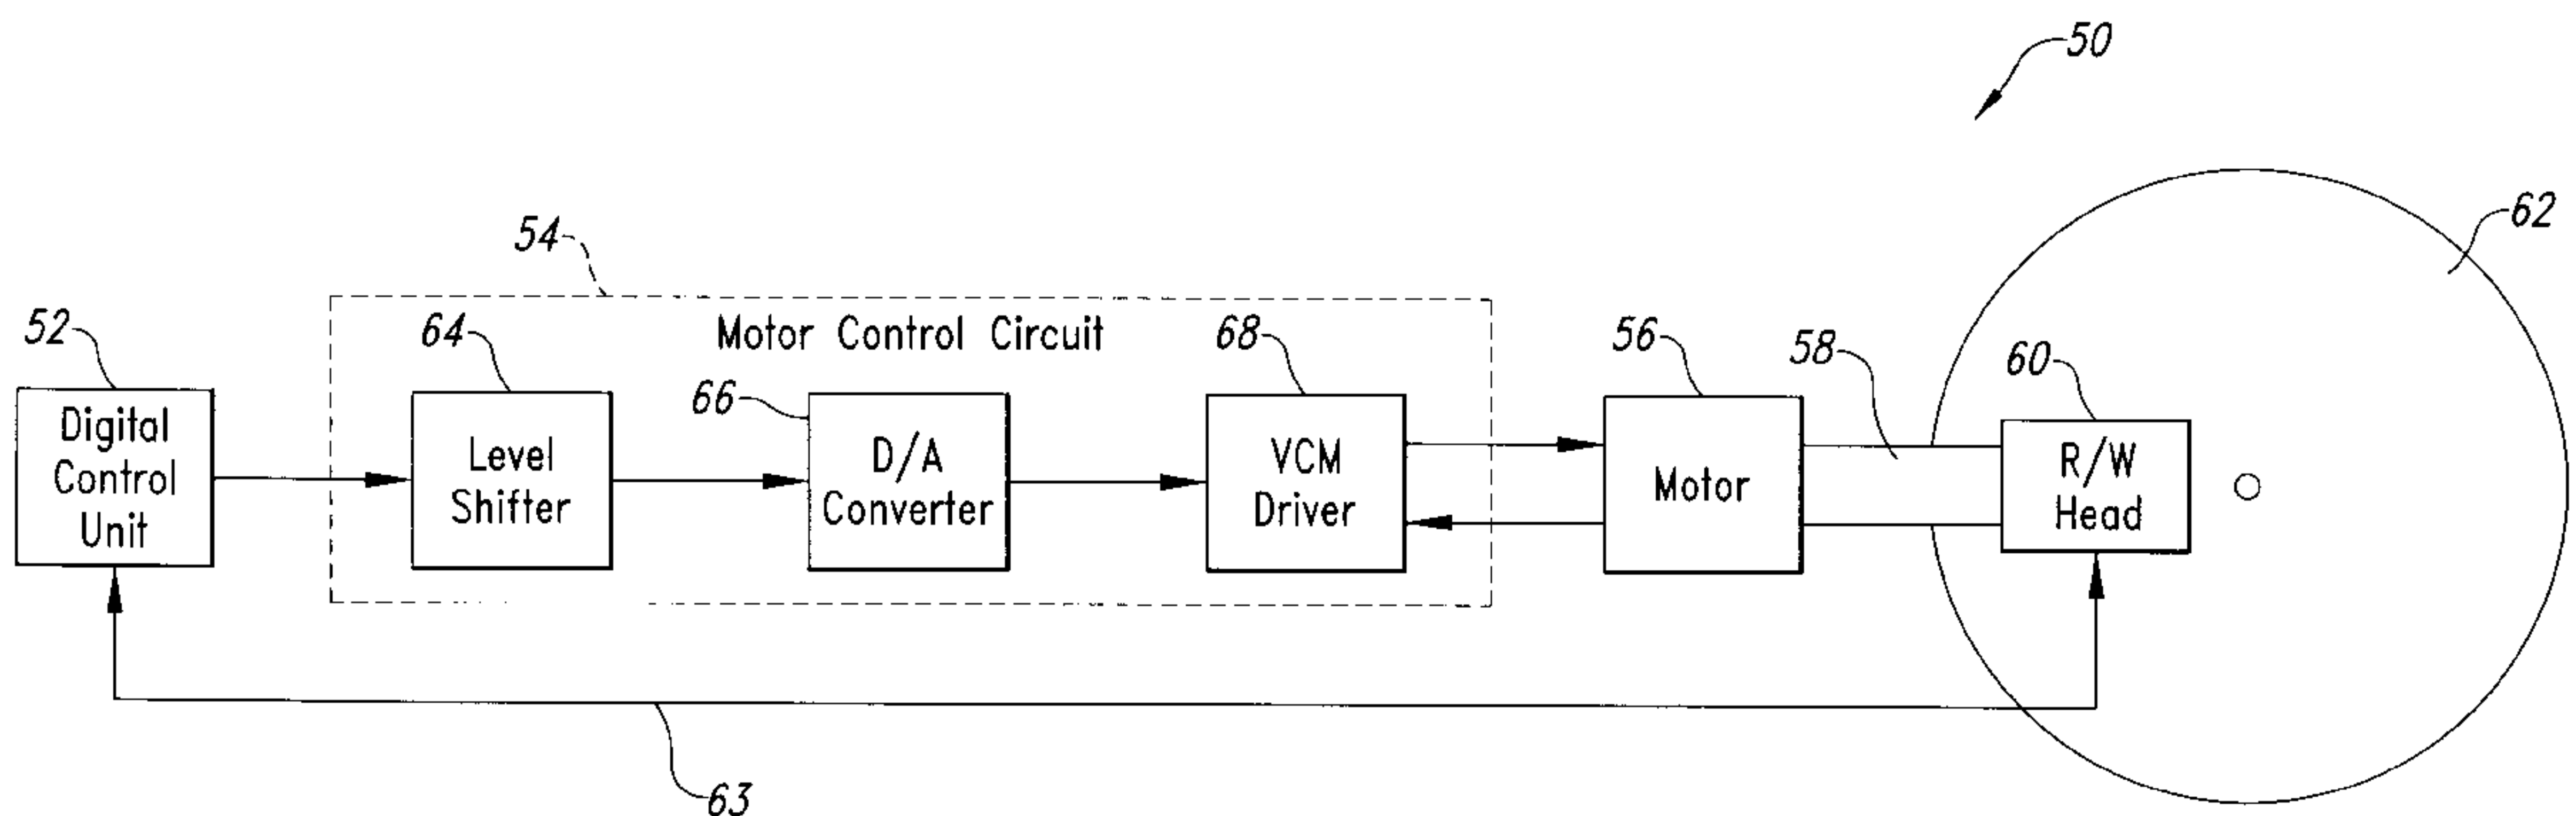 50
62
54
52
64
Motor Control Circuit
68
56
58
60
66
Digital
Control
Unit
Level
Shifter
D/A
Converter
VCM
Driver
Motor
R/W
Head
63